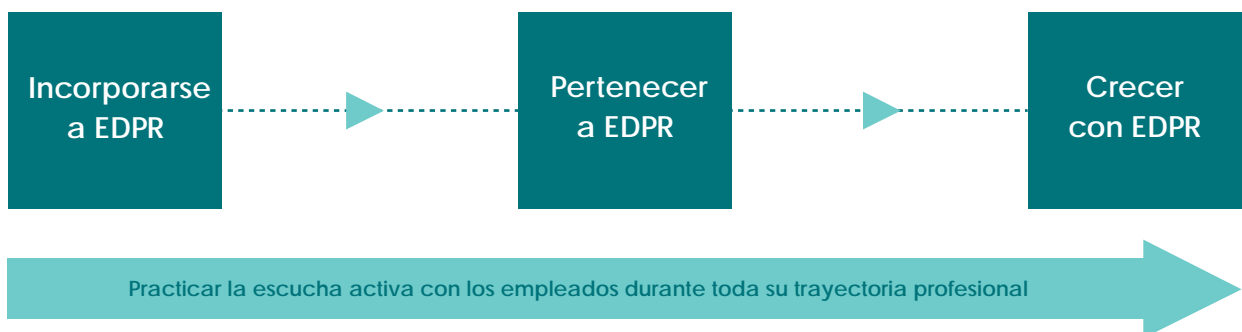 Incorporarse
a EDPR
Pertenecer
a EDPR
Crecer
con EDPR
Practicar la escucha activa con los empleados durante toda su trayectoria profesional